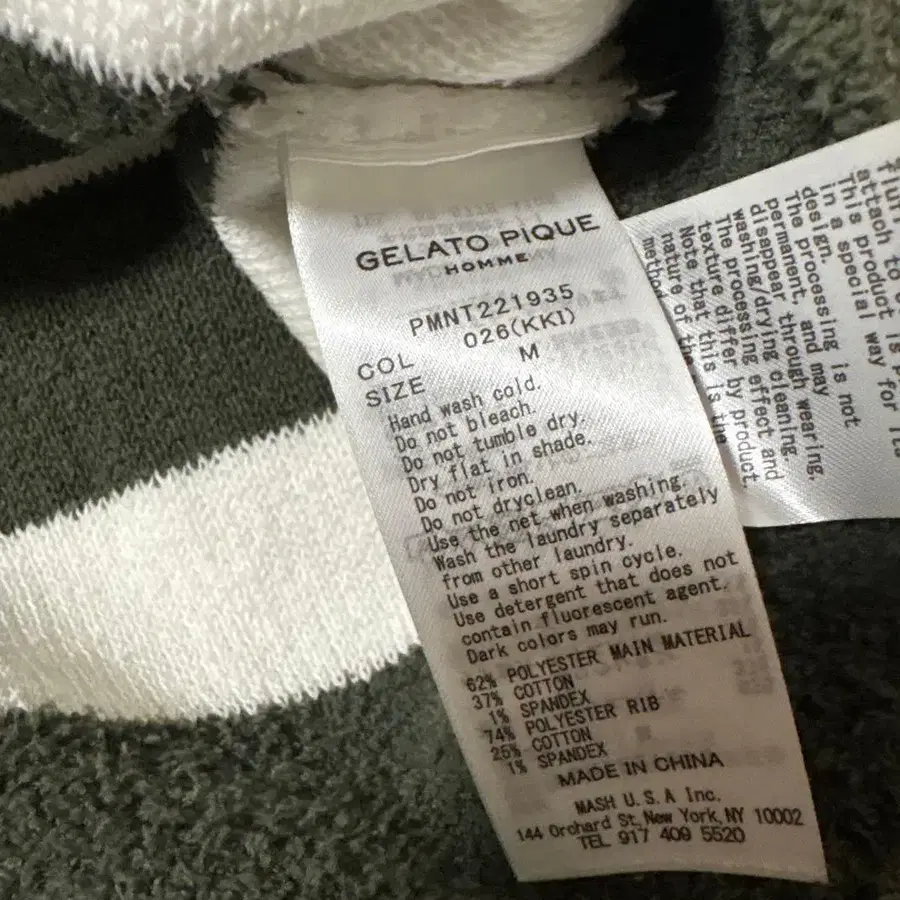 GELATO PIQUE
HOMME
PMNT221935
COL 026(KKI)
SIZE M
Hand wash cold.
Do not bleach.
Do not tumble dry.
Dry flat in shade.
Do not iron.
Do not dryclean.
Use the net when washing.
Wash the laundry separately
from other laundry.
Use a short spin cycle.
Use detergent that does not
contain fluorescent agent.
Dark colors may run.
62% POLYESTER MAIN MATERIAL
37% COTTON
1% SPANDEX
74% POLYESTER RIB
25% COTTON
1% SPANDEX
MADE IN CHINA
MASH U.S.A Inc.
144 Orchard St, New York, NY 10002
TEL 917 409 5520
fluff to
attach to
This product is
in a special way for its
design.
The processing is not
permanent, and may
disappear through wearing.
washing/drying cleaning.
The processing effect and
texture differ by product.
Note that this is the
nature of the
method